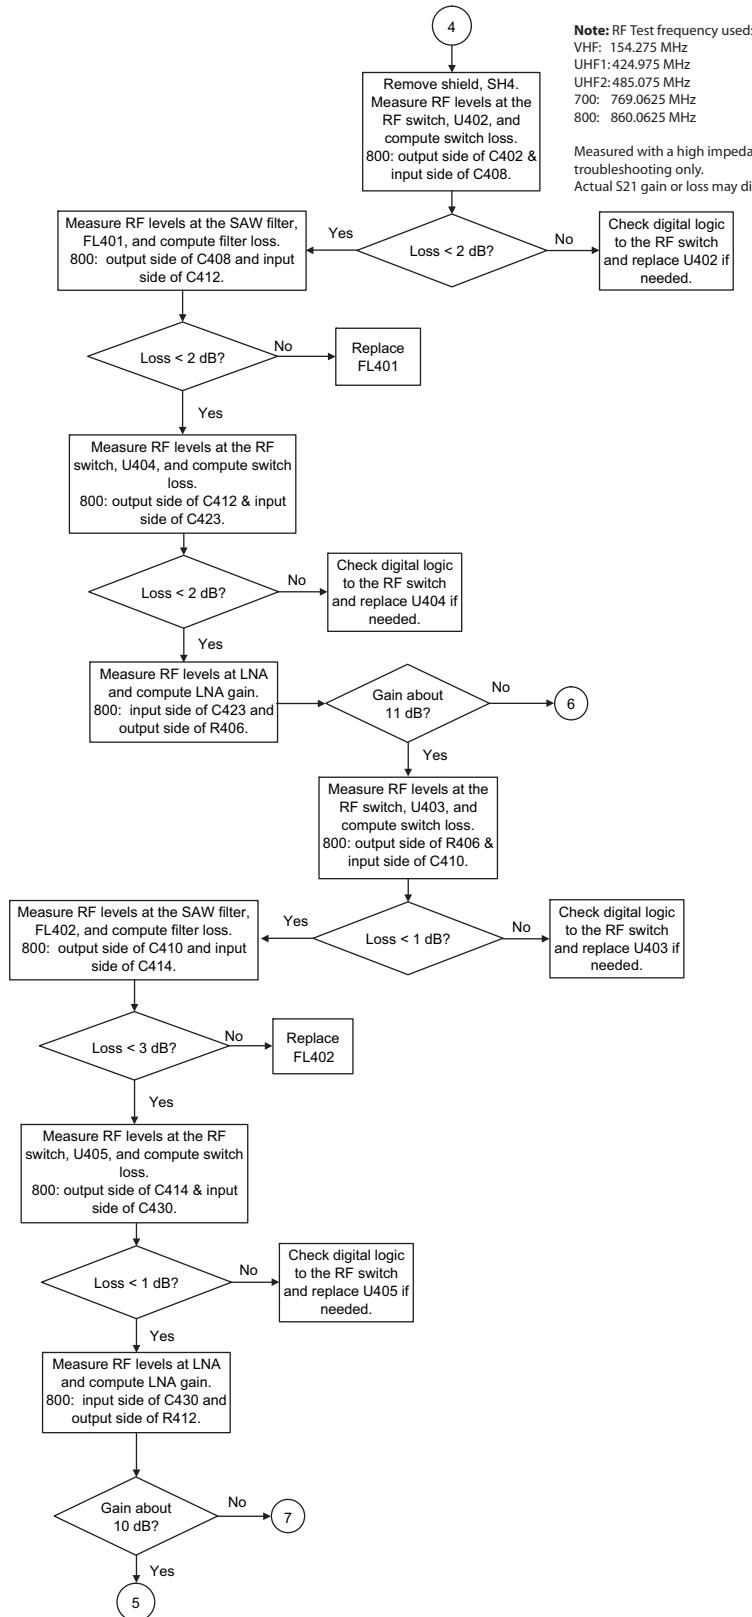 4
Note: RF Test frequency used:
VHF: 154.275 MHz
UHF1: 424.975 MHz
UHF2: 485.075 MHz
700: 769.0625 MHz
800: 860.0625 MHz
Measured with a high
troubleshooting only.
Actual S21 gain or loss may
Remove shield, SH4.
Measure RF levels at the
RF switch, U402, and
compute switch loss.
800: output side of C402 &
input side of C408.
Loss < 2 dB?
Yes
No
Check digital logic
to the RF switch
and replace U402 if
needed.
Measure RF levels at the SAW filter,
FL401, and compute filter loss.
800: output side of C408 and input
side of C412.
Loss < 2 dB?
No
Replace
FL401
Yes
Measure RF levels at the RF
switch, U404, and compute switch
loss.
800: output side of C412 & input
side of C423.
Loss < 2 dB?
No
Check digital logic
to the RF switch
and replace U404 if
needed.
Yes
Measure RF levels at LNA
and compute LNA gain.
800: input side of C423 and
output side of R406.
Gain about
11 dB?
No
6
Yes
Measure RF levels at the
RF switch, U403, and
compute switch loss.
800: output side of R406 &
input side of C410.
Loss < 1 dB?
Yes
No
Check digital logic
to the RF switch
and replace U403 if
needed.
Measure RF levels at the SAW filter,
FL402, and compute filter loss.
800: output side of C410 and input
side of C414.
Loss < 3 dB?
No
Replace
FL402
Yes
Measure RF levels at the RF
switch, U405, and compute switch
loss.
800: output side of C414 & input
side of C430.
Loss < 1 dB?
No
Check digital logic
to the RF switch
and replace U405 if
needed.
Yes
Measure RF levels at LNA
and compute LNA gain.
800: input side of C430 and
output side of R412.
Gain about
10 dB?
No
7
Yes
5